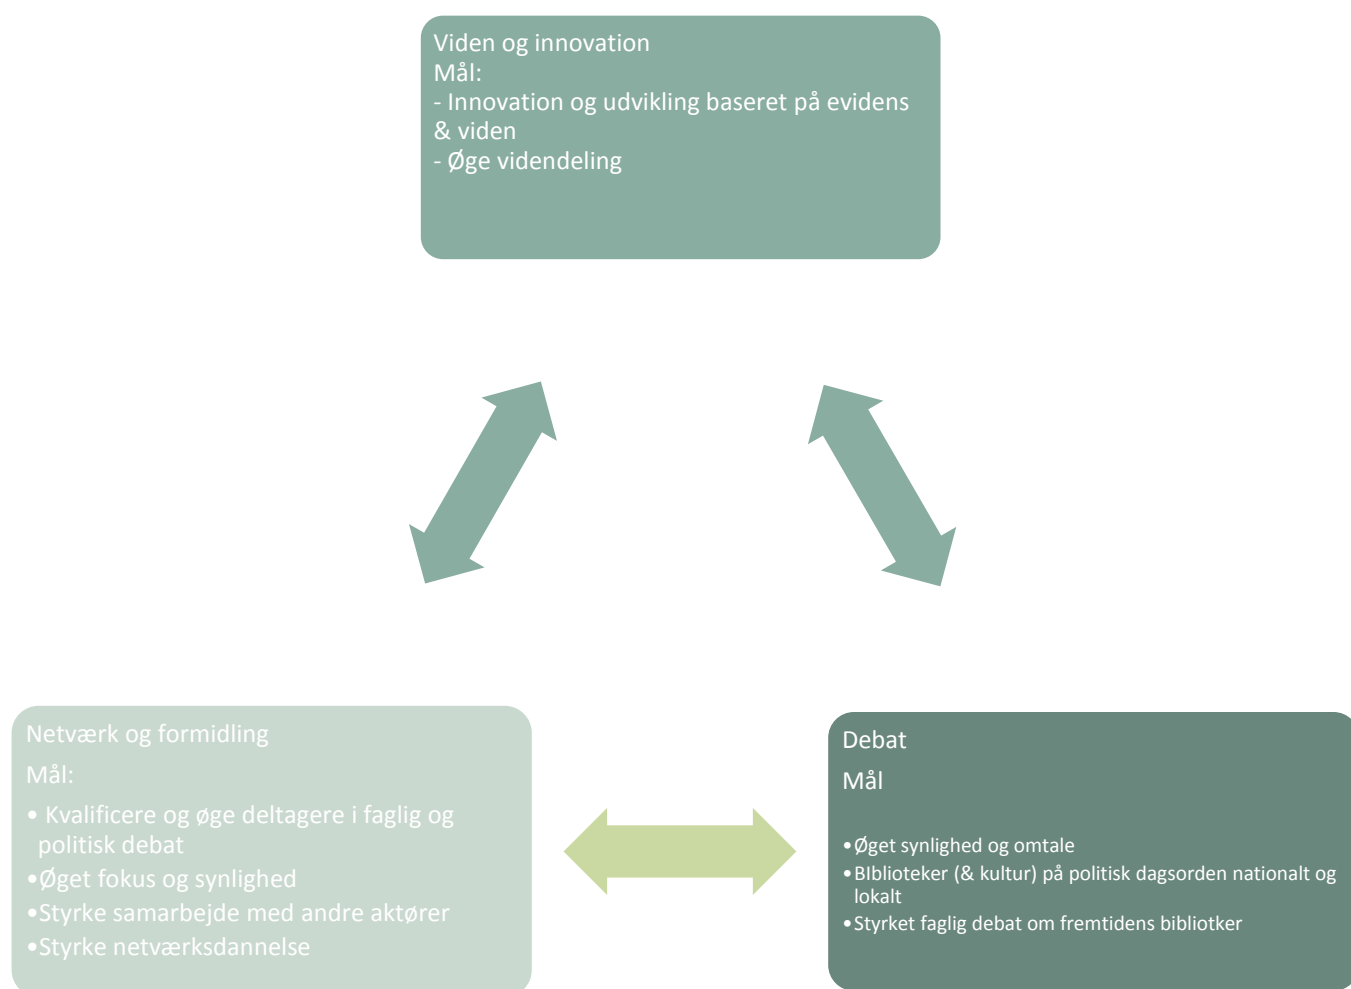 Viden og innovation
Mål:
- Innovation og udvikling baseret på evidens
& viden
- Øge videndeling
Netværk og formidling
Mål:
• Kvalificere og øge deltagere i faglig og
politisk debat
•Øget fokus og synlighed
•Styrke samarbejde med andre aktører
•Styrke netværksdannelse
Debat
Mål
•Øget synlighed og omtale
•BIblioteker (& kultur) på politisk dagsorden nationalt og
lokalt
•Styrket faglig debat om fremtidens bibliotker